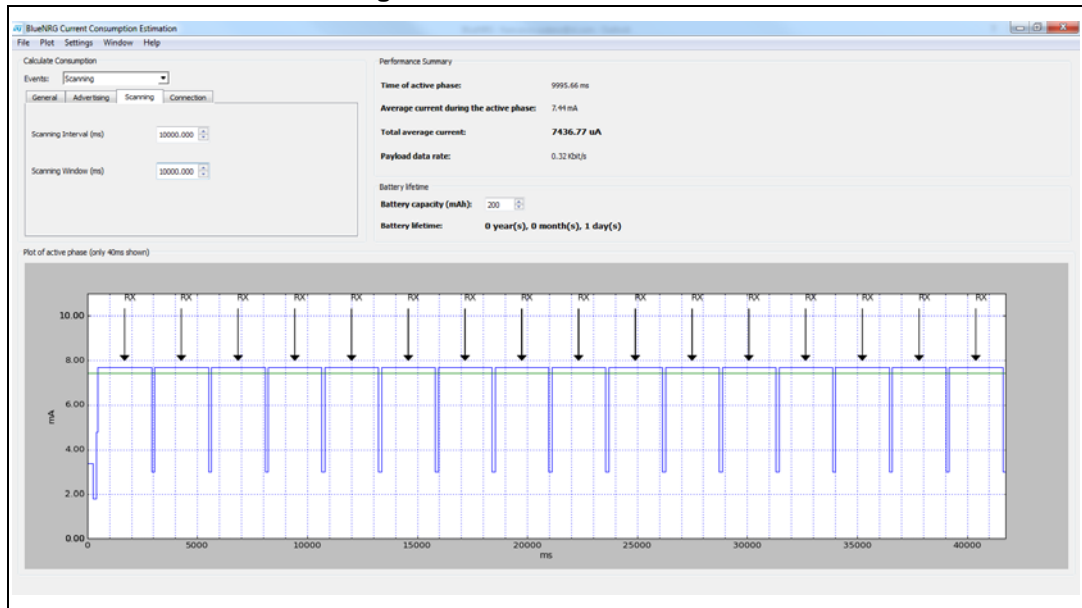 BlueNRG Current Consumption Estimation
File Plot Settings Window Help
Calculate Consumption
Events: Scanning
General Advertising Scanning Connection
Scanning Interval (ms) 10000.000
Scanning Window (ms) 10000.000
Performance Summary
Time of active phase: 9995.66 ms
Average current during the active phase: 7.44 mA
Total average current: 7436.77 uA
Payload data rate: 0.32 Kbit/s
Battery lifetime
Battery capacity (mAh): 200
Battery lifetime: 0 year(s), 0 month(s), 1 day(s)
Plot of active phase (only 40ms shown)
RX RX RX RX RX RX RX RX RX RX RX RX RX RX RX RX
10.00
8.00
6.00
mA
4.00
2.00
0.00
0 5000 10000 15000 20000 25000 30000 35000 40000
ms